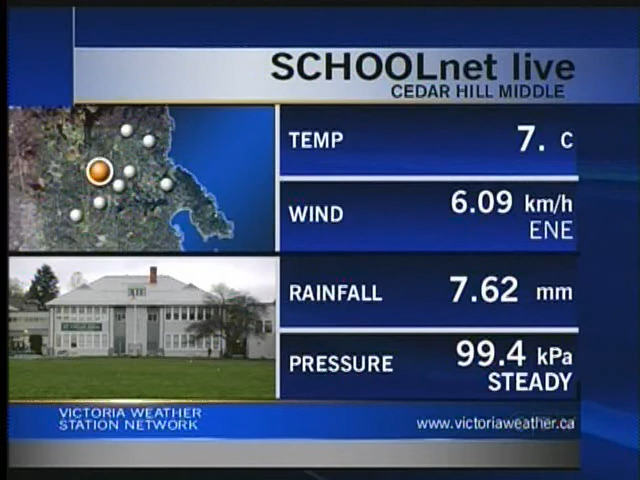 SCHOOLnet live
CEDAR HILL MIDDLE
TEMP 7. C
WIND 6.09 km/h
ENE
RAINFALL 7.62 mm
PRESSURE 99.4 kPa
STEADY
VICTORIA WEATHER
STATION NETWORK
www.victoriaweather.ca